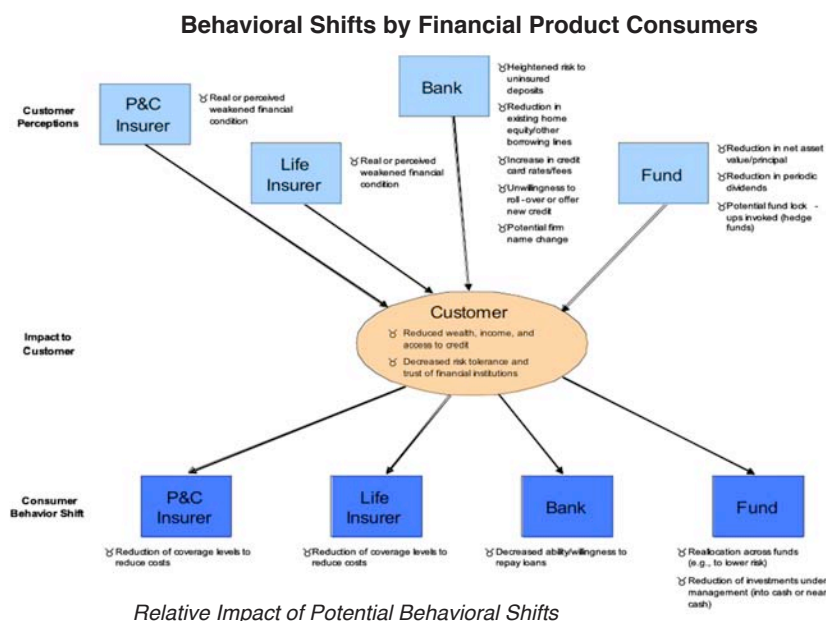 Behavioral Shifts by Financial Product Consumers
Customer
Perceptions
P&C
Insurer
Real or perceived
weakened financial
condition
Life
Insurer
Real or perceived
weakened financial
condition
Bank
Heightened risk to
uninsured
deposits
Reduction in
existing home
equity/other
borrowing lines
Increase in credit
card rates/fees
Unwillingness to
roll-over or offer
new credit
Potential firm
name change
Fund
Reduction in net asset
value/principal
Reduction in periodic
dividends
Potential fund lock -
ups invoked (hedge
funds)
Impact to
Customer
Customer
Reduced wealth, income, and
access to credit
Decreased risk tolerance and
trust of financial institutions
Consumer
Behavior Shift
P&C
Insurer
Reduction of coverage levels to
reduce costs
Life
Insurer
Reduction of coverage levels to
reduce costs
Bank
Decreased ability/willingness to
repay loans
Fund
Reallocation across funds
(e.g., to lower risk)
Reduction of investments under
management (into cash or near
cash)
Relative Impact of Potential Behavioral Shifts